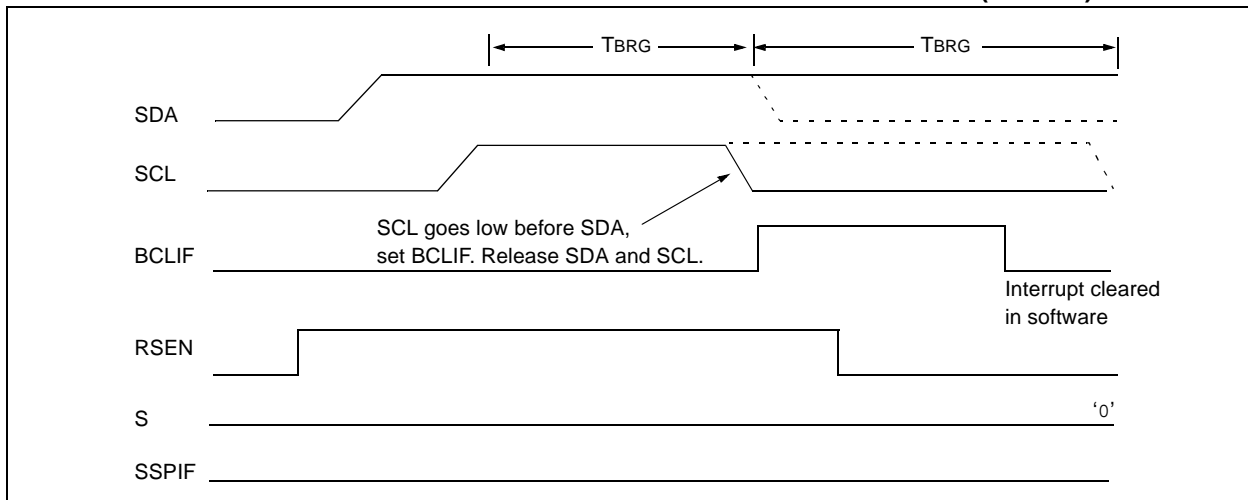 TBRG TBRG
SDA
SCL
SCL goes low before SDA,
set BCLIF. Release SDA and SCL.
BCLIF
Interrupt cleared
in software
RSEN
S
‘0’
SSPIF